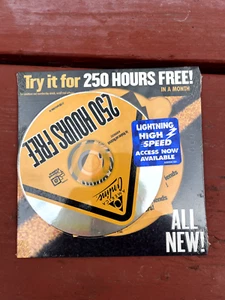 Try it for 250 HOURS FREE!
IN A MONTH
250 HOURS FREE.
LIGHTNING
HIGH
SPEED
ACCESS NOW
AVAILABLE
Online
ALL
NEW!